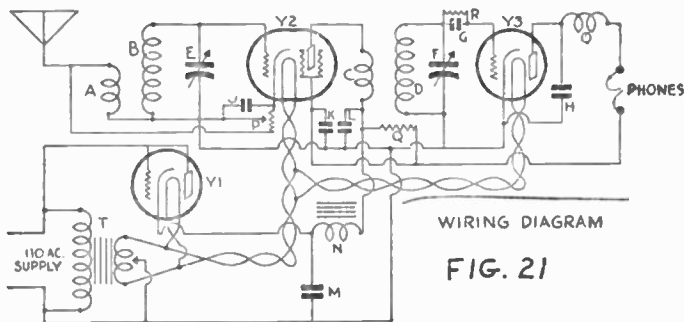 Y2
R
Y3
B
E
G
O
A
C
D
F
J
P
K
L
H
PHONES
Q
Y1
WIRING DIAGRAM
T
110 AC.
SUPPLY
N
FIG. 21
M